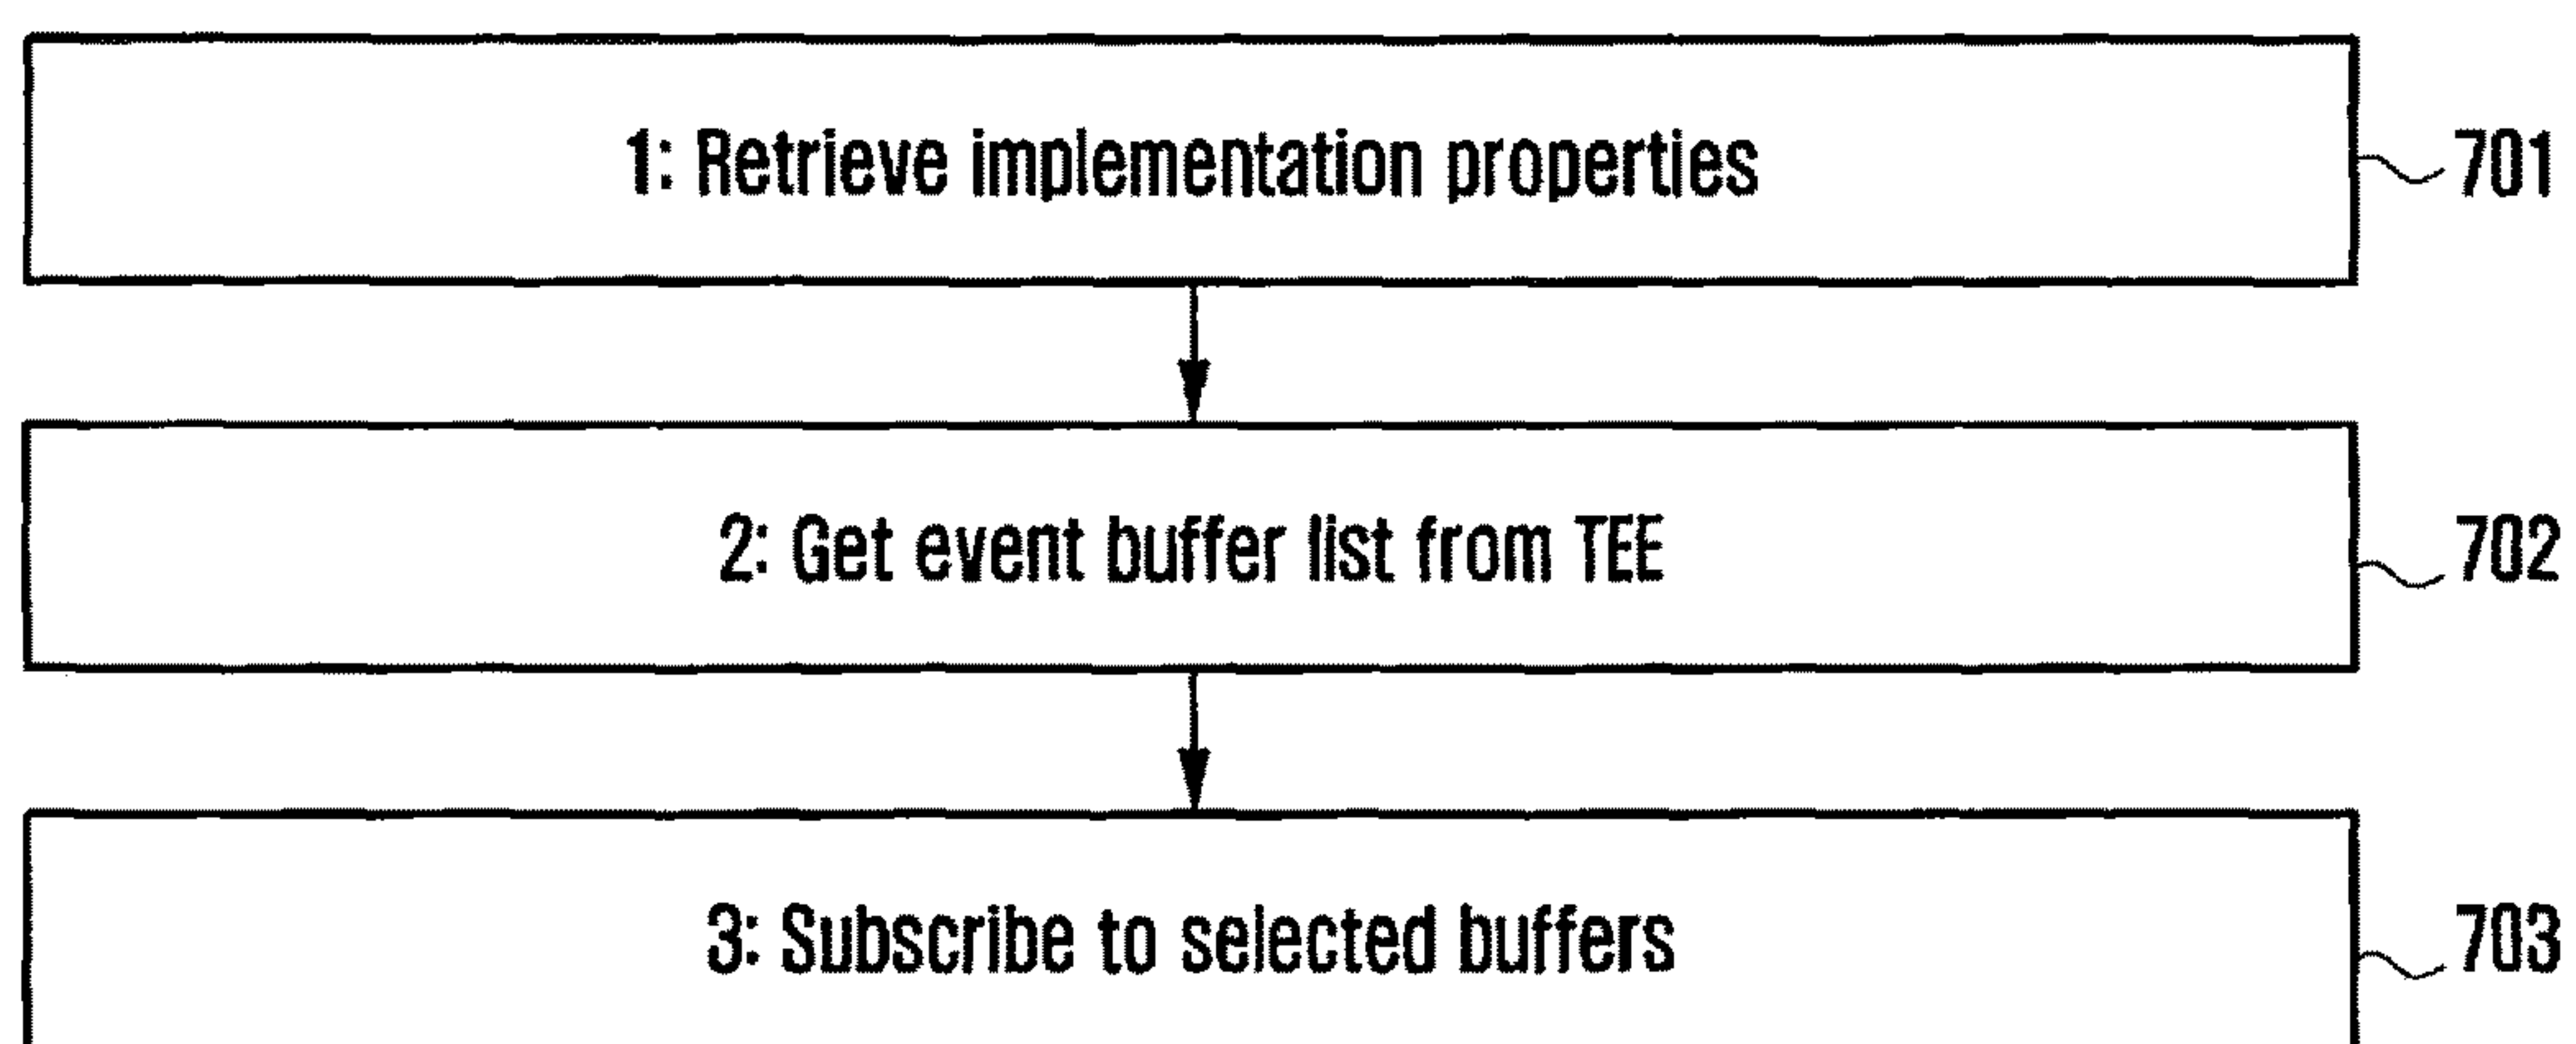 1: Retrieve implementation properties
701
2: Get event buffer list from TEE
702
3: Subscribe to selected buffers
703